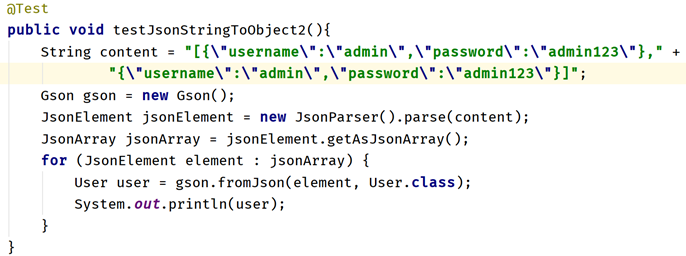 @Test
public void testJsonStringToObject2(){
    String content = "[{\"username\":\"admin\",\"password\":\"admin123\"}," +
            "{\"username\":\"admin\",\"password\":\"admin123\"}]";
    Gson gson = new Gson();
    JsonElement jsonElement = new JsonParser().parse(content);
    JsonArray jsonArray = jsonElement.getAsJsonArray();
    for (JsonElement element : jsonArray) {
        User user = gson.fromJson(element, User.class);
        System.out.println(user);
    }
}